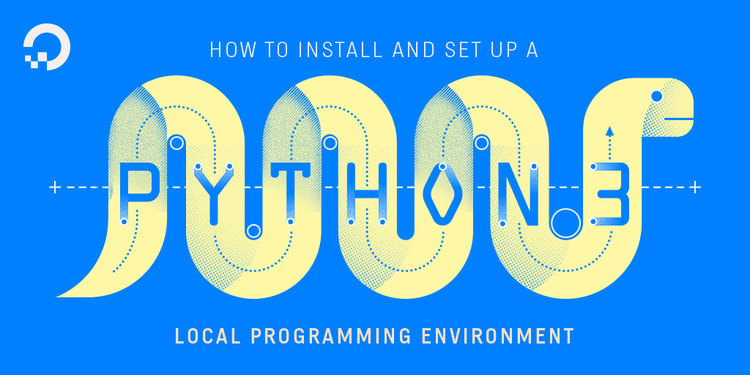 HOW TO INSTALL AND SET UP A
PYTHON 3
LOCAL PROGRAMMING ENVIRONMENT